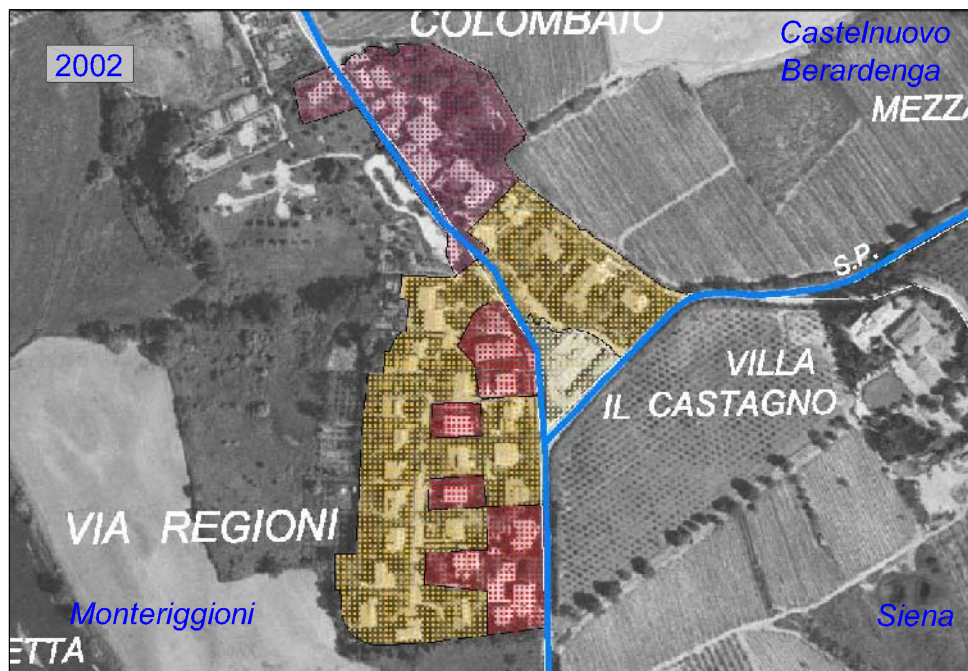 COLOMBAIO
2002
Castelnuovo
Berardenga
MEZZA
S.P.
VILLA
IL CASTAGNO
VIA REGIONI
Monteriggioni
Siena
ETTA